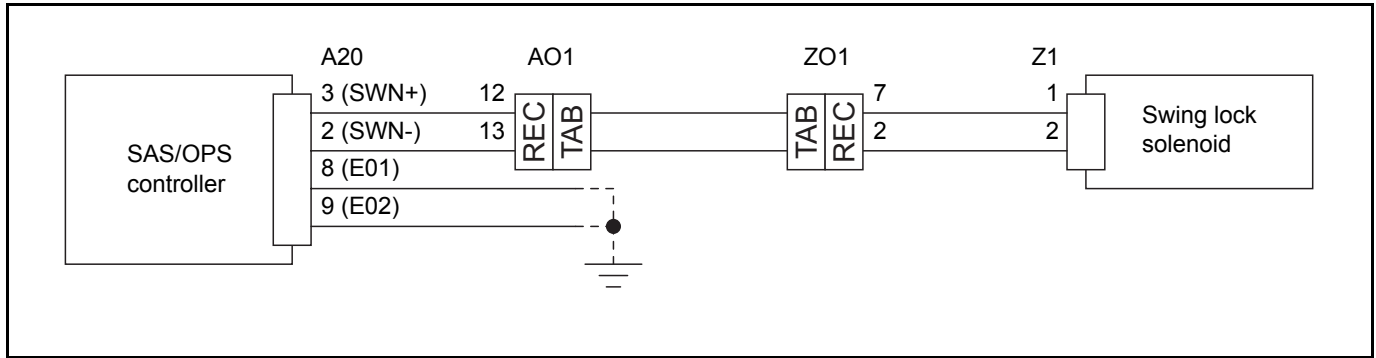 A20 AO1 ZO1 Z1
3 (SWN+) 12 7 1
2 (SWN-) 13 2 2
8 (E01)
9 (E02)
SAS/OPS
controller
REC
TAB
TAB
REC
Swing lock
solenoid